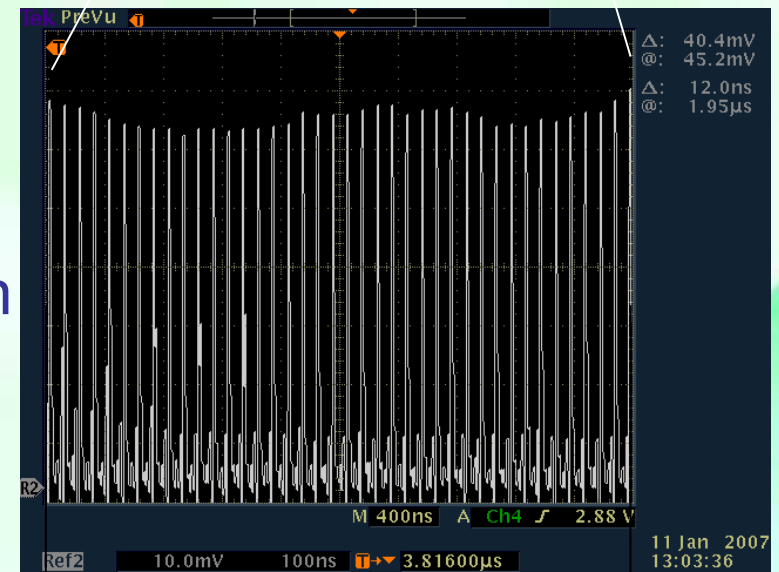 Tek PreVu
T
T
Δ: 40.4mV
@: 45.2mV
Δ: 12.0ns
@: 1.95µs
n
R2
M 400ns A Ch4 2.88 V
Ref2 10.0mV 100ns T→▼ 3.81600µs
11 Jan 2007
13:03:36